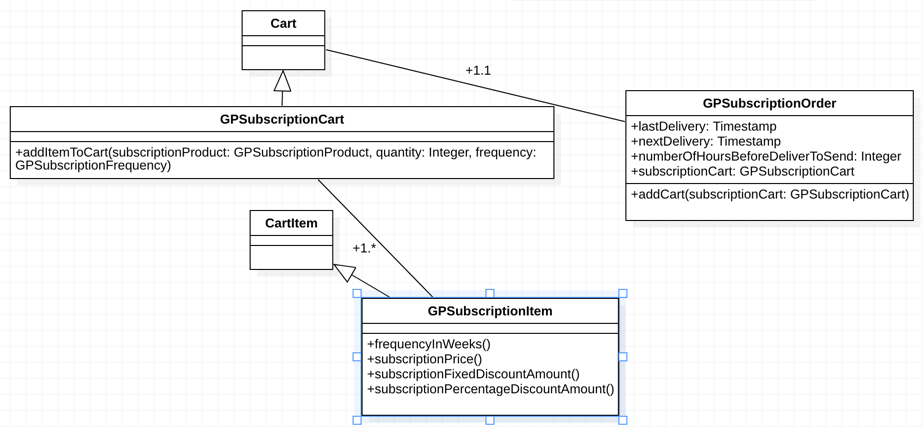 Cart
+1.1
GPSubscriptionOrder
+lastDelivery: Timestamp
+nextDelivery: Timestamp
+numberOfHoursBeforeDeliverToSend: Integer
+subscriptionCart: GPSubscriptionCart
+addCart(subscriptionCart: GPSubscriptionCart)
GPSubscriptionCart
+addItemToCart(subscriptionProduct: GPSubscriptionProduct, quantity: Integer, frequency:
GPSubscriptionFrequency)
CartItem
+1.*
GPSubscriptionItem
+frequencyInWeeks()
+subscriptionPrice()
+subscriptionFixedDiscountAmount()
+subscriptionPercentageDiscountAmount()